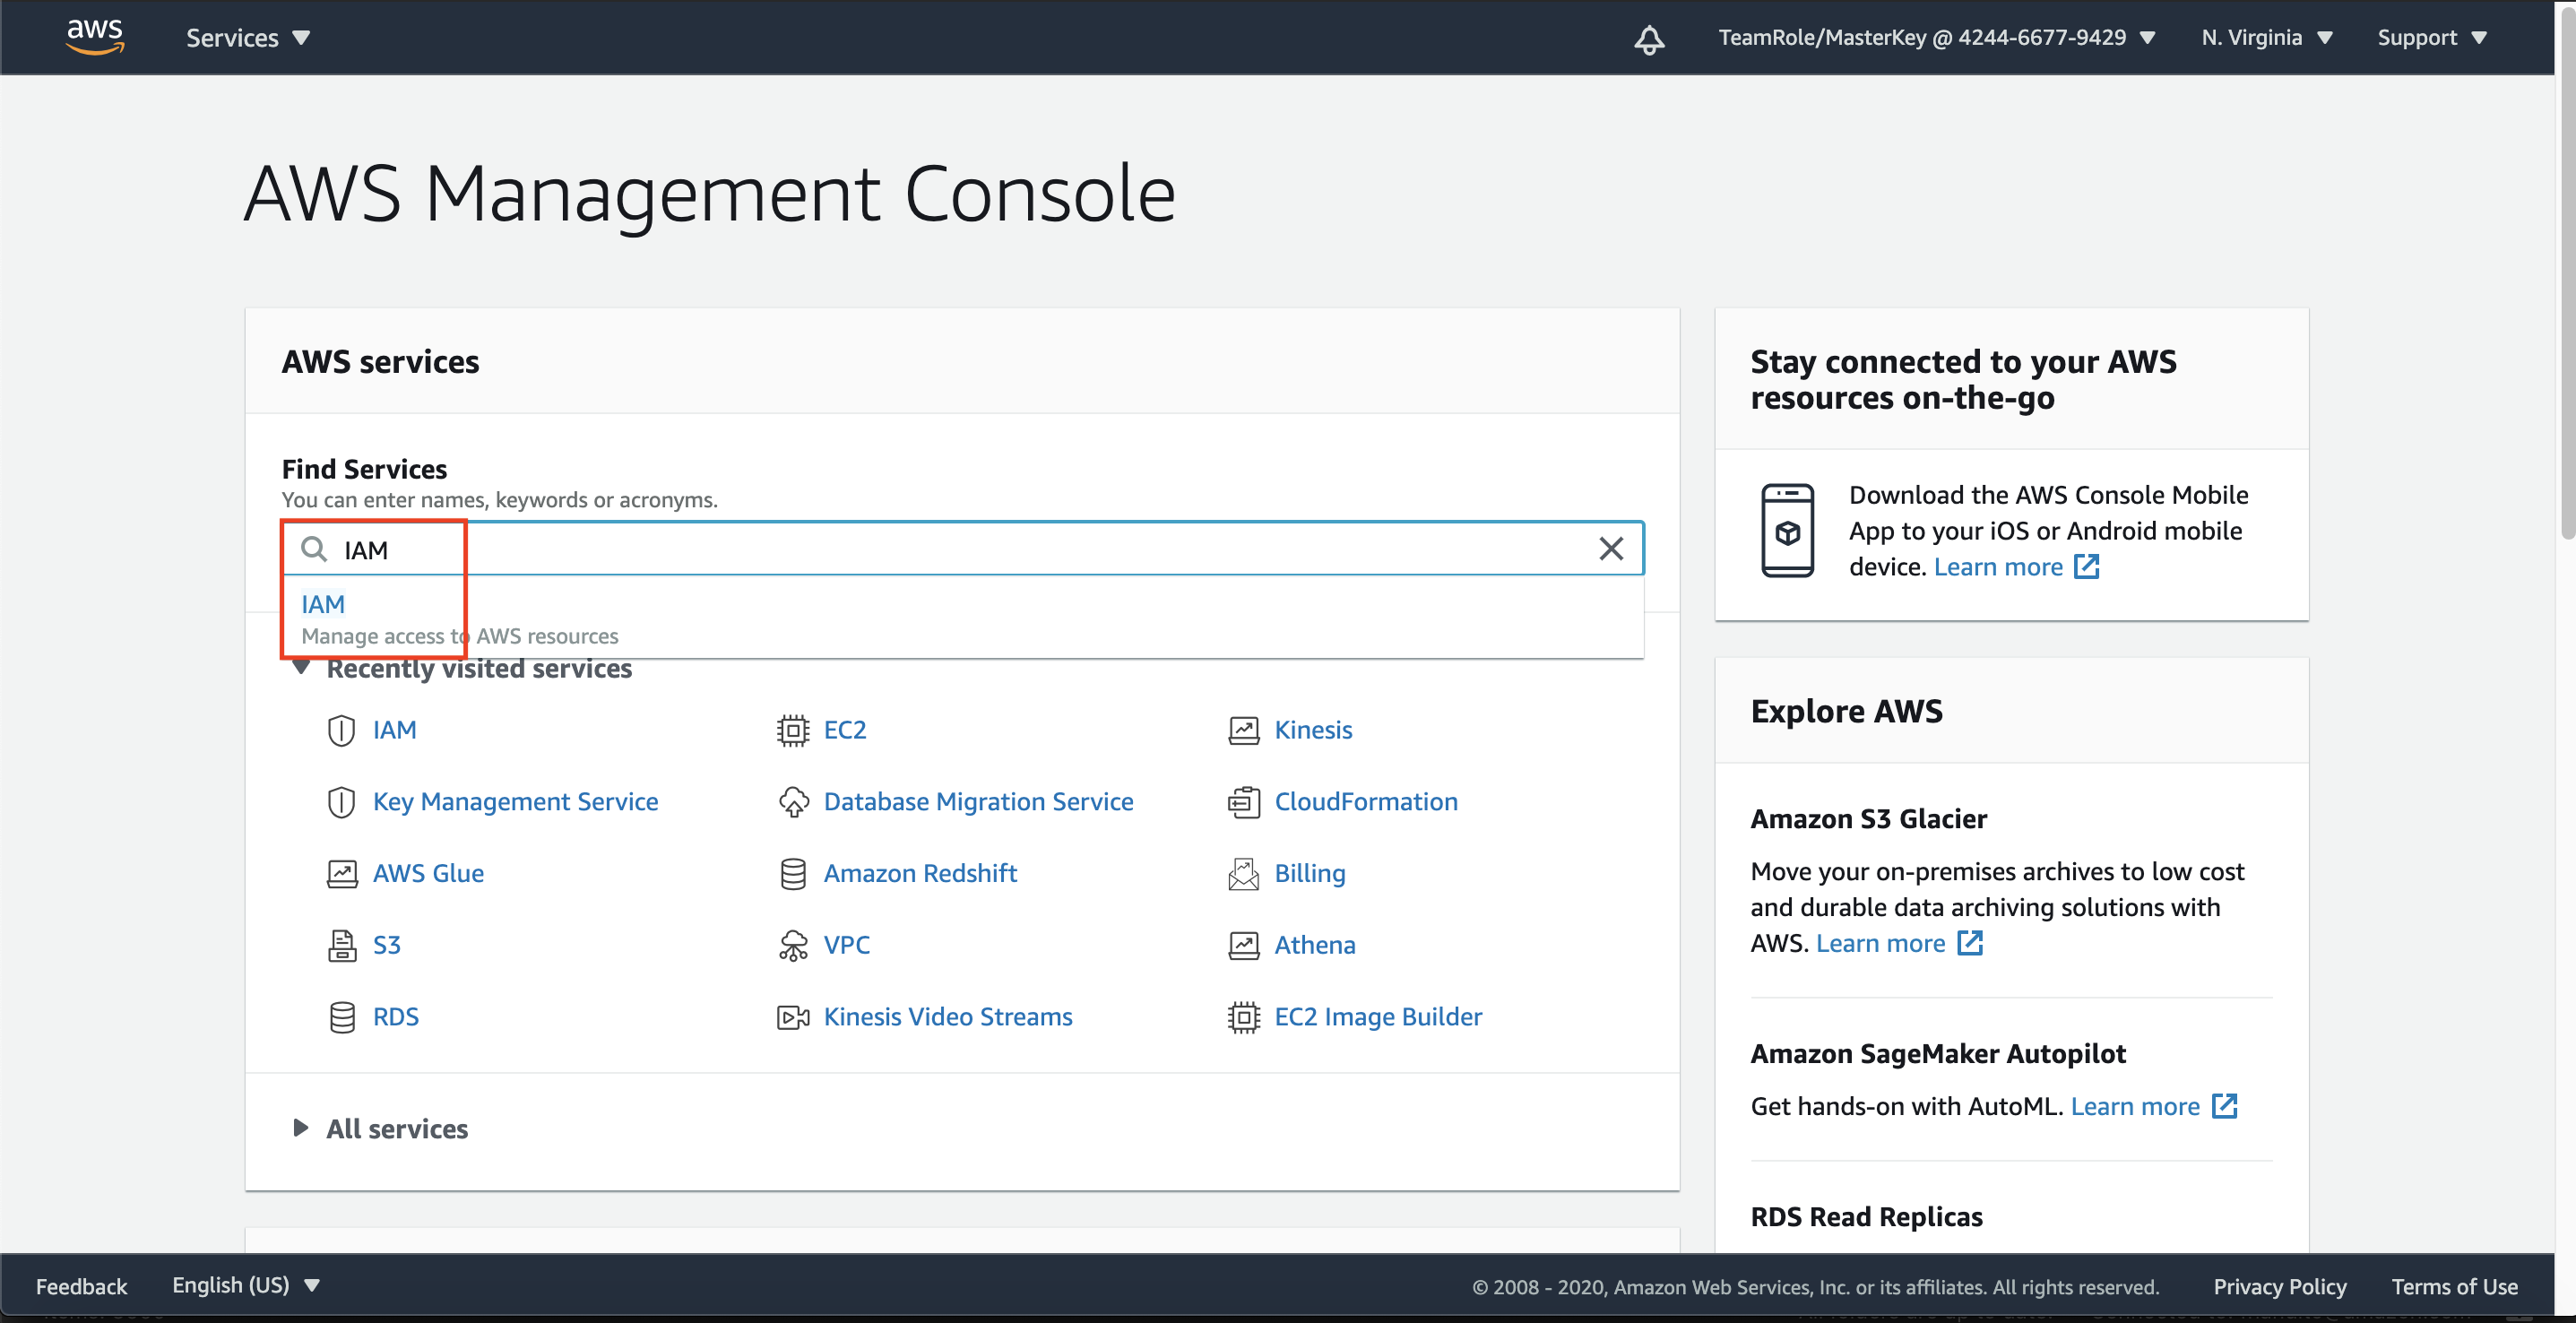 aws
Services
TeamRole/MasterKey @ 4244-6677-9429
N. Virginia
Support
AWS Management Console
AWS services
Find Services
You can enter names, keywords or acronyms.
IAM
IAM
Manage access to AWS resources
Recently visited services
IAM
EC2
Kinesis
Key Management Service
Database Migration Service
CloudFormation
AWS Glue
Amazon Redshift
Billing
S3
VPC
Athena
RDS
Kinesis Video Streams
EC2 Image Builder
All services
Stay connected to your AWS
resources on-the-go
Download the AWS Console Mobile
App to your iOS or Android mobile
device. Learn more
Explore AWS
Amazon S3 Glacier
Move your on-premises archives to low cost
and durable data archiving solutions with
AWS. Learn more
Amazon SageMaker Autopilot
Get hands-on with AutoML. Learn more
RDS Read Replicas
Feedback
English (US)
© 2008 - 2020, Amazon Web Services, Inc. or its affiliates. All rights reserved.
Privacy Policy
Terms of Use